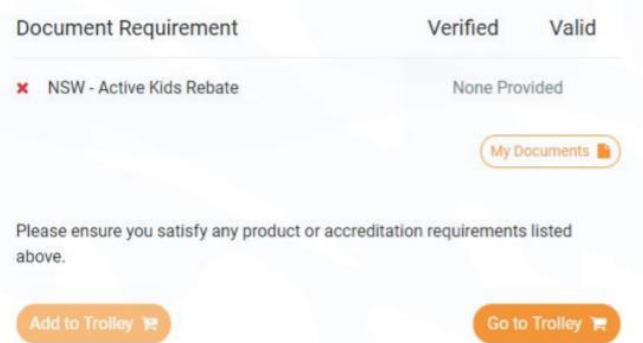 Document Requirement Verified Valid
NSW - Active Kids Rebate None Provided
My Documents
Please ensure you satisfy any product or accreditation requirements listed
above.
Add to Trolley Go to Trolley